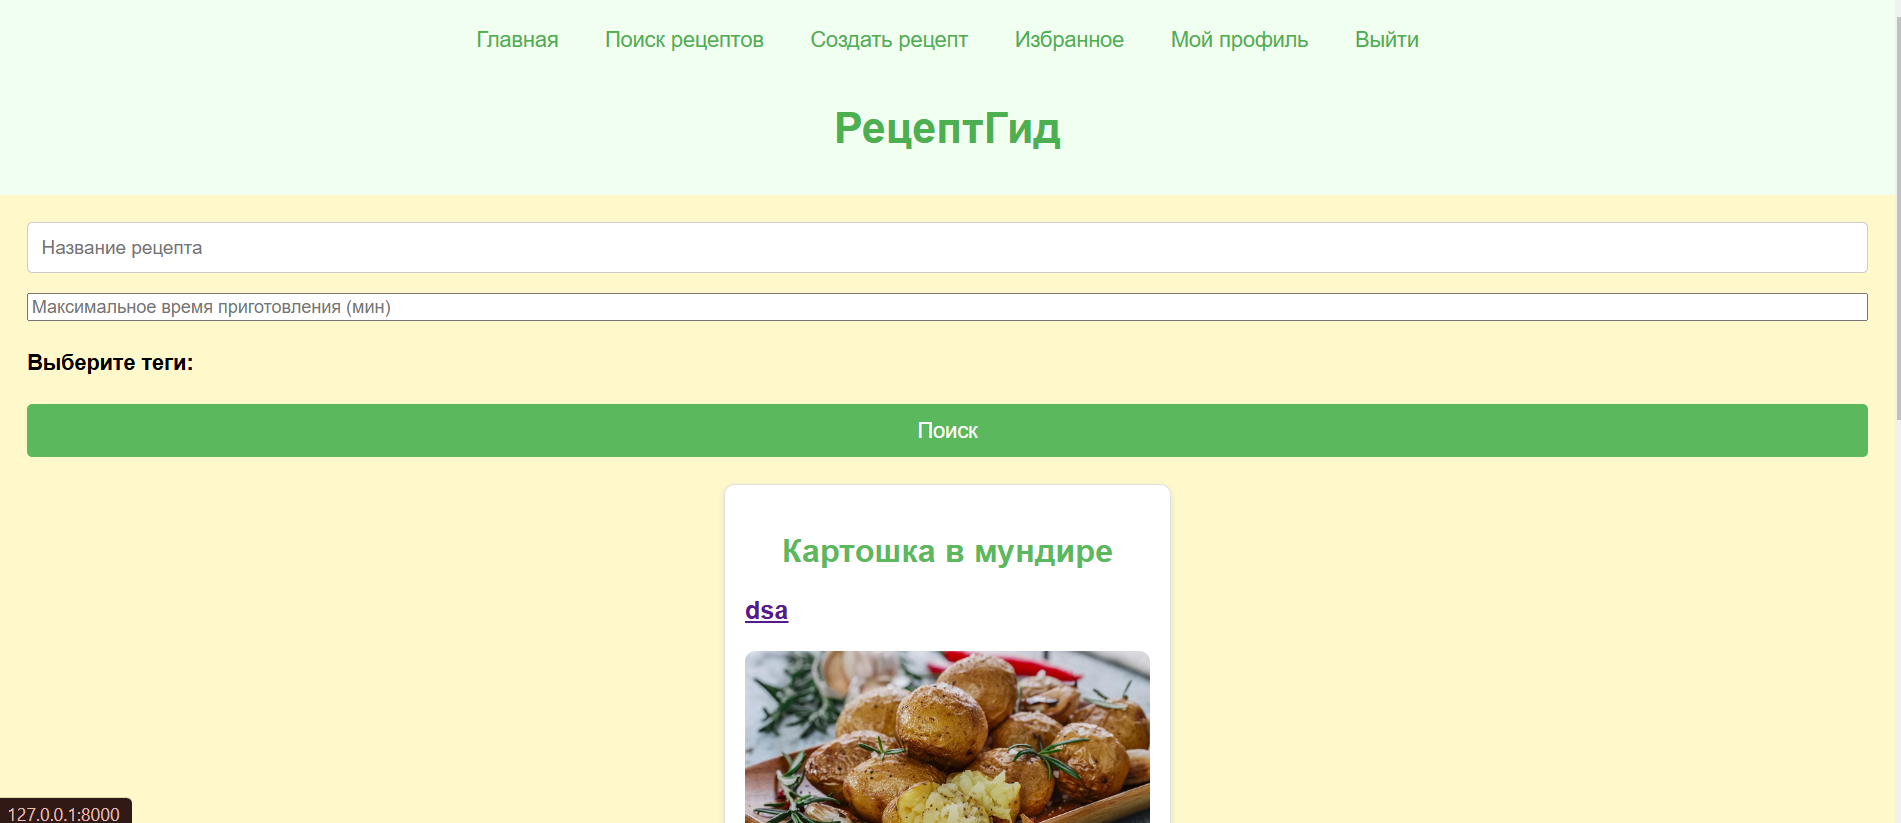 Главная Поиск рецептов Создать рецепт Избранное Мой профиль Выйти
РецептГид
Название рецепта
Максимальное время приготовления (мин)
Выберите теги:
Поиск
Картошка в мундире
dsa
127.0.0.1:8000